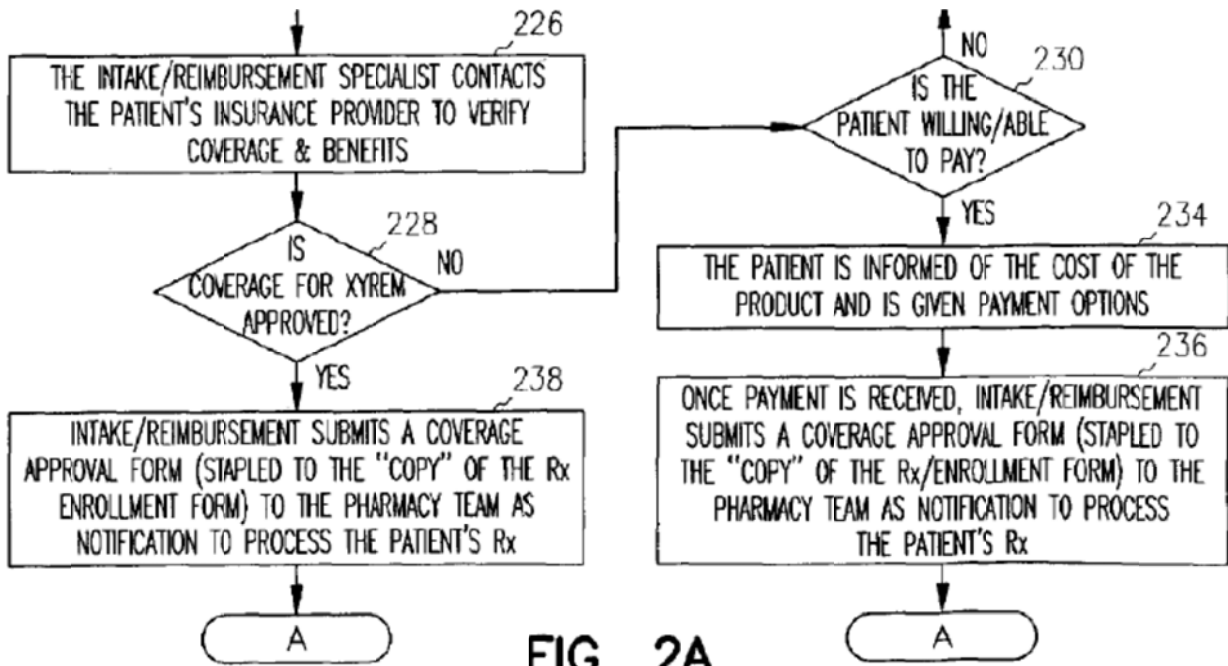 226
THE INTAKE/REIMBURSEMENT SPECIALIST CONTACTS
THE PATIENT'S INSURANCE PROVIDER TO VERIFY
COVERAGE & BENEFITS
228
IS
COVERAGE FOR XYREM
APPROVED?
NO
YES
238
INTAKE/REIMBURSEMENT SUBMITS A COVERAGE
APPROVAL FORM (STAPLED TO THE "COPY" OF THE Rx
ENROLLMENT FORM) TO THE PHARMACY TEAM AS
NOTIFICATION TO PROCESS THE PATIENT'S Rx
A
NO
230
IS THE
PATIENT WILLING/ABLE
TO PAY?
YES
234
THE PATIENT IS INFORMED OF THE COST OF THE
PRODUCT AND IS GIVEN PAYMENT OPTIONS
236
ONCE PAYMENT IS RECEIVED, INTAKE/REIMBURSEMENT
SUBMITS A COVERAGE APPROVAL FORM (STAPLED TO
THE "COPY" OF THE Rx/ENROLLMENT FORM) TO THE
PHARMACY TEAM AS NOTIFICATION TO PROCESS
THE PATIENT'S Rx
A
FIG. 2A